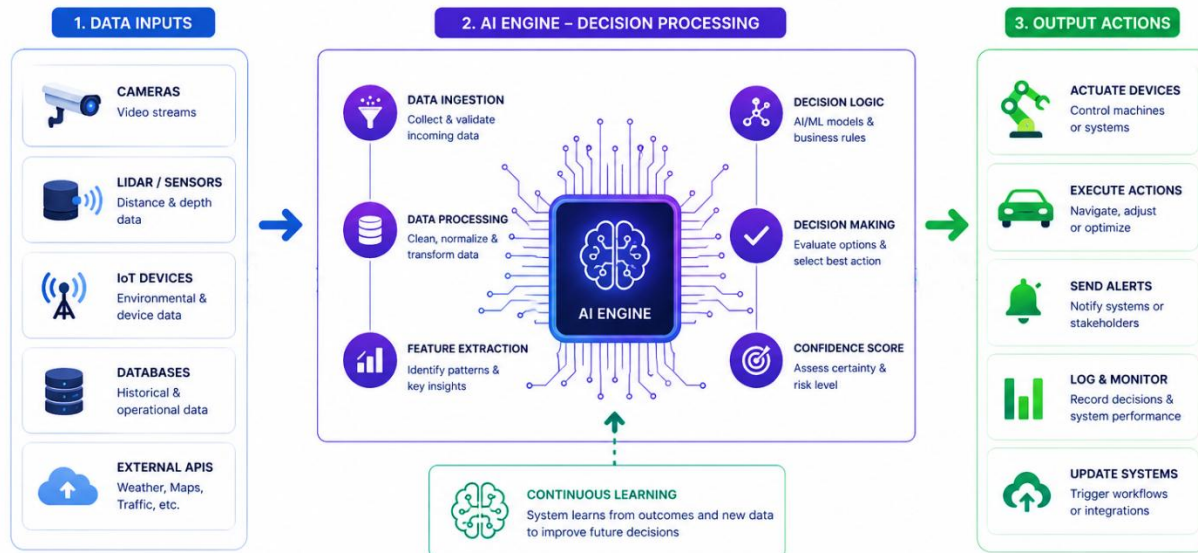 1. DATA INPUTS
CAMERAS
Video streams
LIDAR / SENSORS
Distance & depth
data
IoT DEVICES
Environmental &
device data
DATABASES
Historical &
operational data
EXTERNAL APIS
Weather, Maps,
Traffic, etc.
2. AI ENGINE – DECISION PROCESSING
DATA INGESTION
Collect & validate
incoming data
DATA PROCESSING
Clean, normalize &
transform data
FEATURE EXTRACTION
Identify patterns &
key insights
AI ENGINE
DECISION LOGIC
AI/ML models &
business rules
DECISION MAKING
Evaluate options &
select best action
CONFIDENCE SCORE
Assess certainty &
risk level
CONTINUOUS LEARNING
System learns from outcomes and new data
to improve future decisions
3. OUTPUT ACTIONS
ACTUATE DEVICES
Control machines
or systems
EXECUTE ACTIONS
Navigate, adjust
or optimize
SEND ALERTS
Notify systems or
stakeholders
LOG & MONITOR
Record decisions &
system performance
UPDATE SYSTEMS
Trigger workflows
or integrations